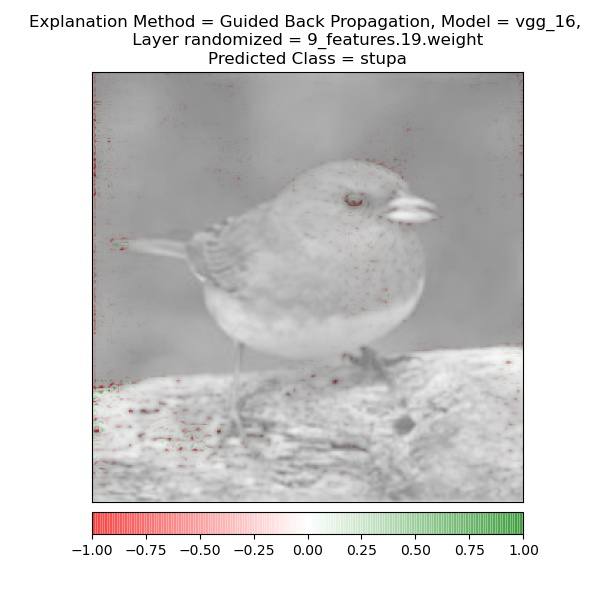 Explanation Method = Guided Back Propagation, Model = vgg_16,
Layer randomized = 9_features.19.weight
Predicted Class = stupa
−1.00 −0.75 −0.50 −0.25 0.00 0.25 0.50 0.75 1.00